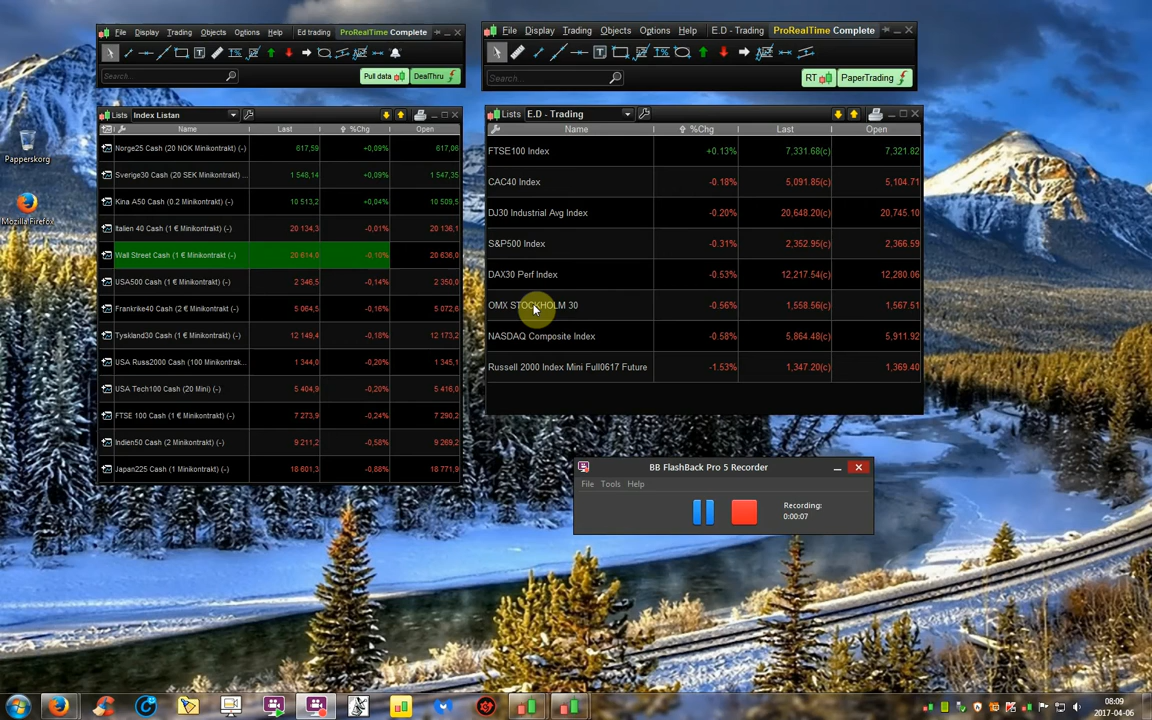 File Display Trading Objects Options Help Ed trading ProRealTime Complete
Search...
Pull data DealThru
Lists Index Listan
Name Last %Chg Open
Norge25 Cash (20 NOK Minikontrakt) (-) 617,59 +0,09% 617,06
Sverige30 Cash (20 SEK Minikontrakt) ... 1 548,14 +0,09% 1 547,35
Kina A50 Cash (0.2 Minikontrakt) (-) 10 513,2 +0,04% 10 509,5
Italien 40 Cash (1 € Minikontrakt) (-) 20 134,3 -0,01% 20 136,1
Wall Street Cash (1 € Minikontrakt) (-) 20 614,0 -0,10% 20 636,0
USA500 Cash (1 € Minikontrakt) (-) 2 346,5 -0,14% 2 350,0
Frankrike40 Cash (2 € Minikontrakt) (-) 5 064,5 -0,16% 5 072,6
Tyskland30 Cash (1 € Minikontrakt) (-) 12 149,4 -0,18% 12 173,2
USA Russ2000 Cash (100 Minikontrak... 1 344,0 -0,20% 1 345,1
USA Tech100 Cash (20 Mini) (-) 5 404,9 -0,20% 5 416,0
FTSE 100 Cash (1 € Minikontrakt) (-) 7 273,9 -0,24% 7 290,2
Indien50 Cash (2 Minikontrakt) (-) 9 211,2 -0,58% 9 269,2
Japan225 Cash (1 Minikontrakt) (-) 18 601,3 -0,88% 18 771,9
File Display Trading Objects Options Help E.D - Trading ProRealTime Complete
Search...
RT PaperTrading
Lists E.D - Trading
Name %Chg Last Open
FTSE100 Index +0.13% 7,331.68(c) 7,321.82
CAC40 Index -0.18% 5,091.85(c) 5,104.71
DJ30 Industrial Avg Index -0.20% 20,648.20(c) 20,745.10
S&P500 Index -0.31% 2,352.95(c) 2,366.59
DAX30 Perf Index -0.53% 12,217.54(c) 12,280.06
OMX STOCKHOLM 30 -0.56% 1,558.56(c) 1,567.51
NASDAQ Composite Index -0.58% 5,864.48(c) 5,911.92
Russell 2000 Index Mini Full0617 Future -1.53% 1,347.20(c) 1,369.40
BB FlashBack Pro 5 Recorder
File Tools Help
Recording:
0:00:07
Papperskorg
Mozilla Firefox
08:09
2017-04-06